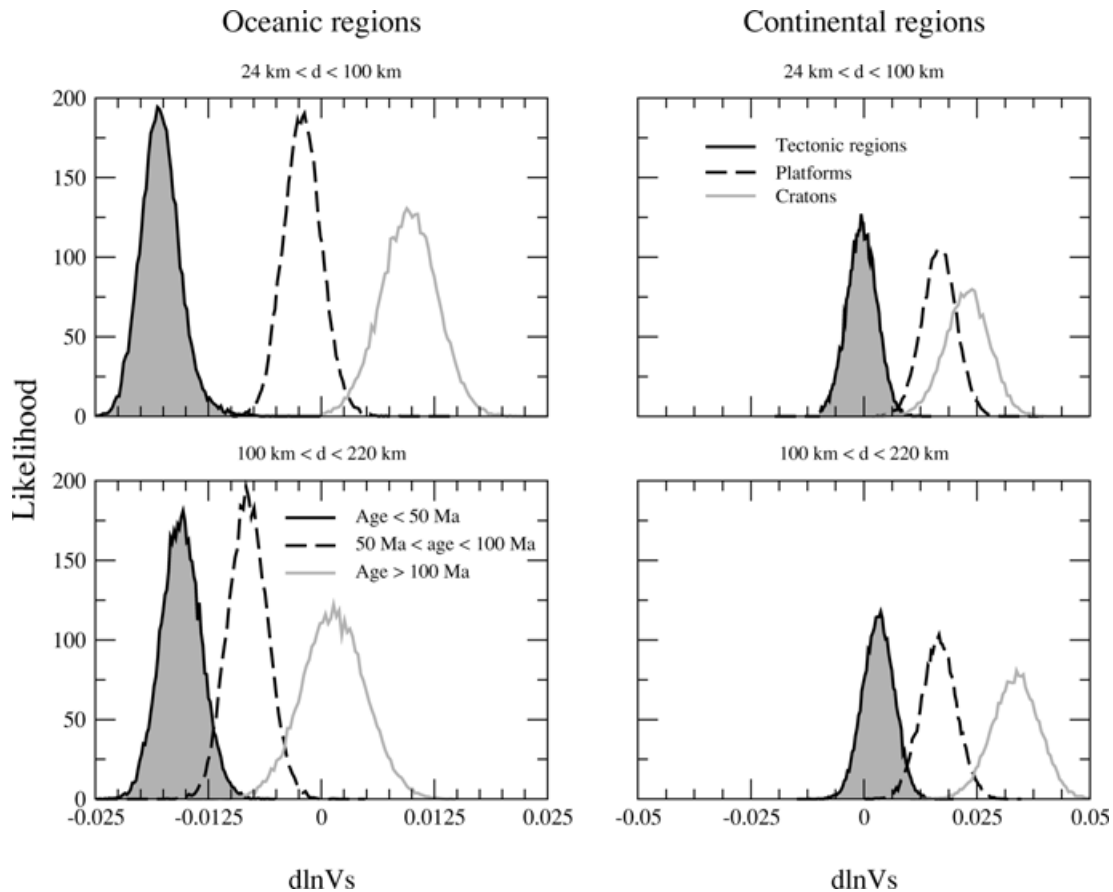 Oceanic regions
Continental regions
24 km < d < 100 km
24 km < d < 100 km
200
150
100
50
0
Tectonic regions
Platforms
Cratons
Likelihood
100 km < d < 220 km
100 km < d < 220 km
200
150
100
50
0
Age < 50 Ma
50 Ma < age < 100 Ma
Age > 100 Ma
-0.025
-0.0125
0
0.0125
0.025
-0.05
-0.025
0
0.025
0.05
dlnVs
dlnVs